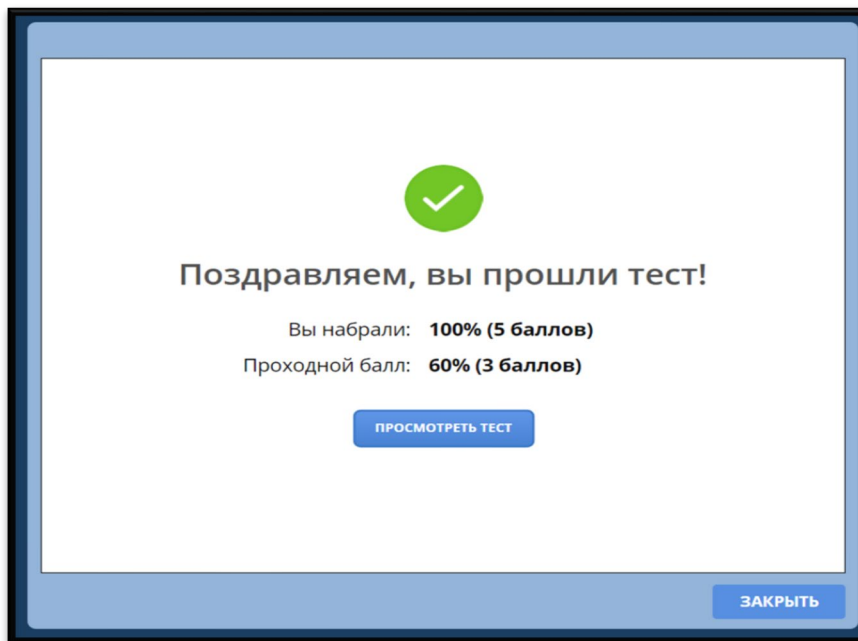 Поздравляем, вы прошли тест!
Вы набрали: 100% (5 баллов)
Проходной балл: 60% (3 баллов)
ПРОСМОТРЕТЬ ТЕСТ
ЗАКРЫТЬ